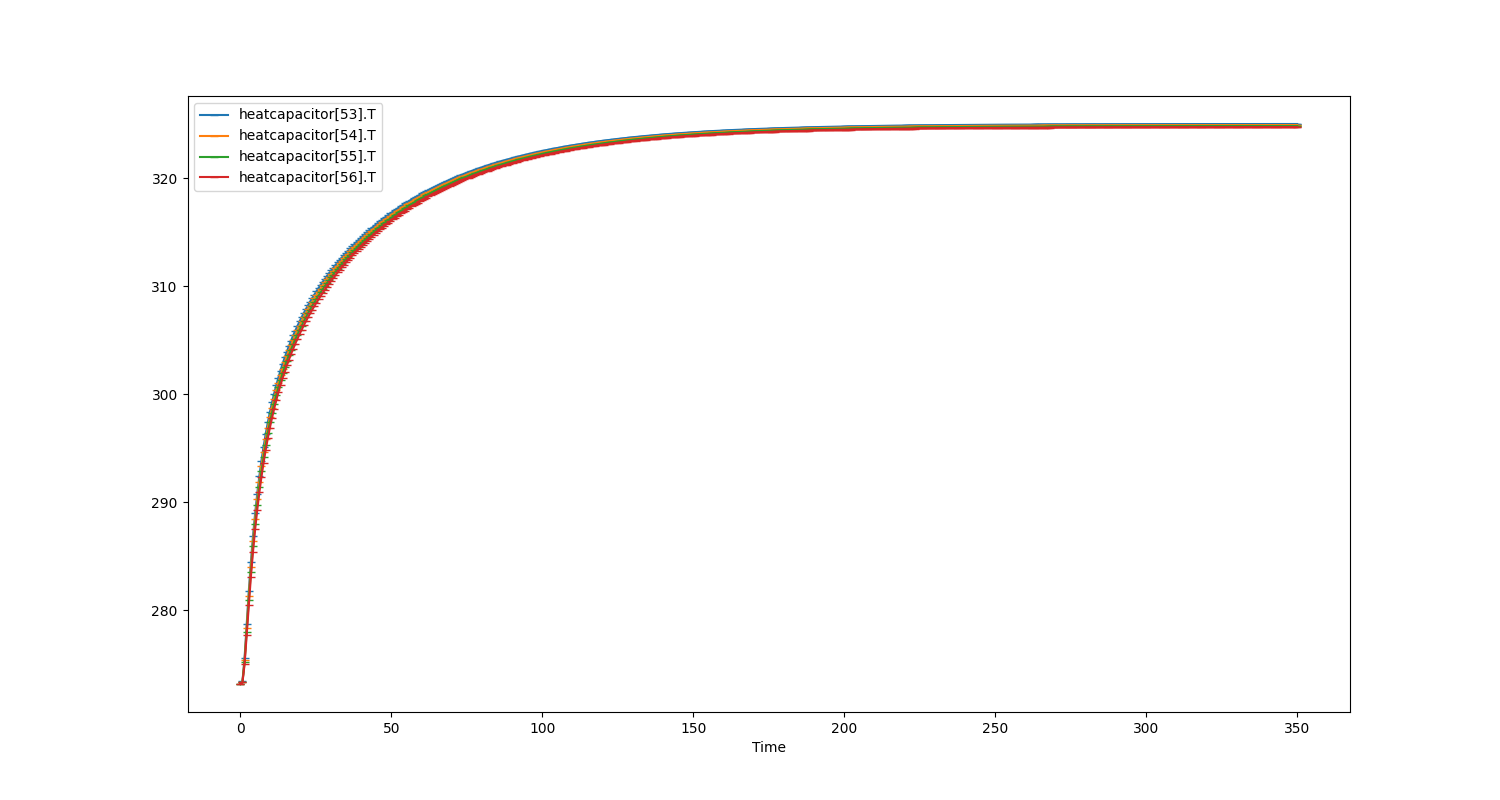 heatcapacitor[53].T
heatcapacitor[54].T
heatcapacitor[55].T
heatcapacitor[56].T
320
310
300
290
280
0 50 100 150 200 250 300 350
Time